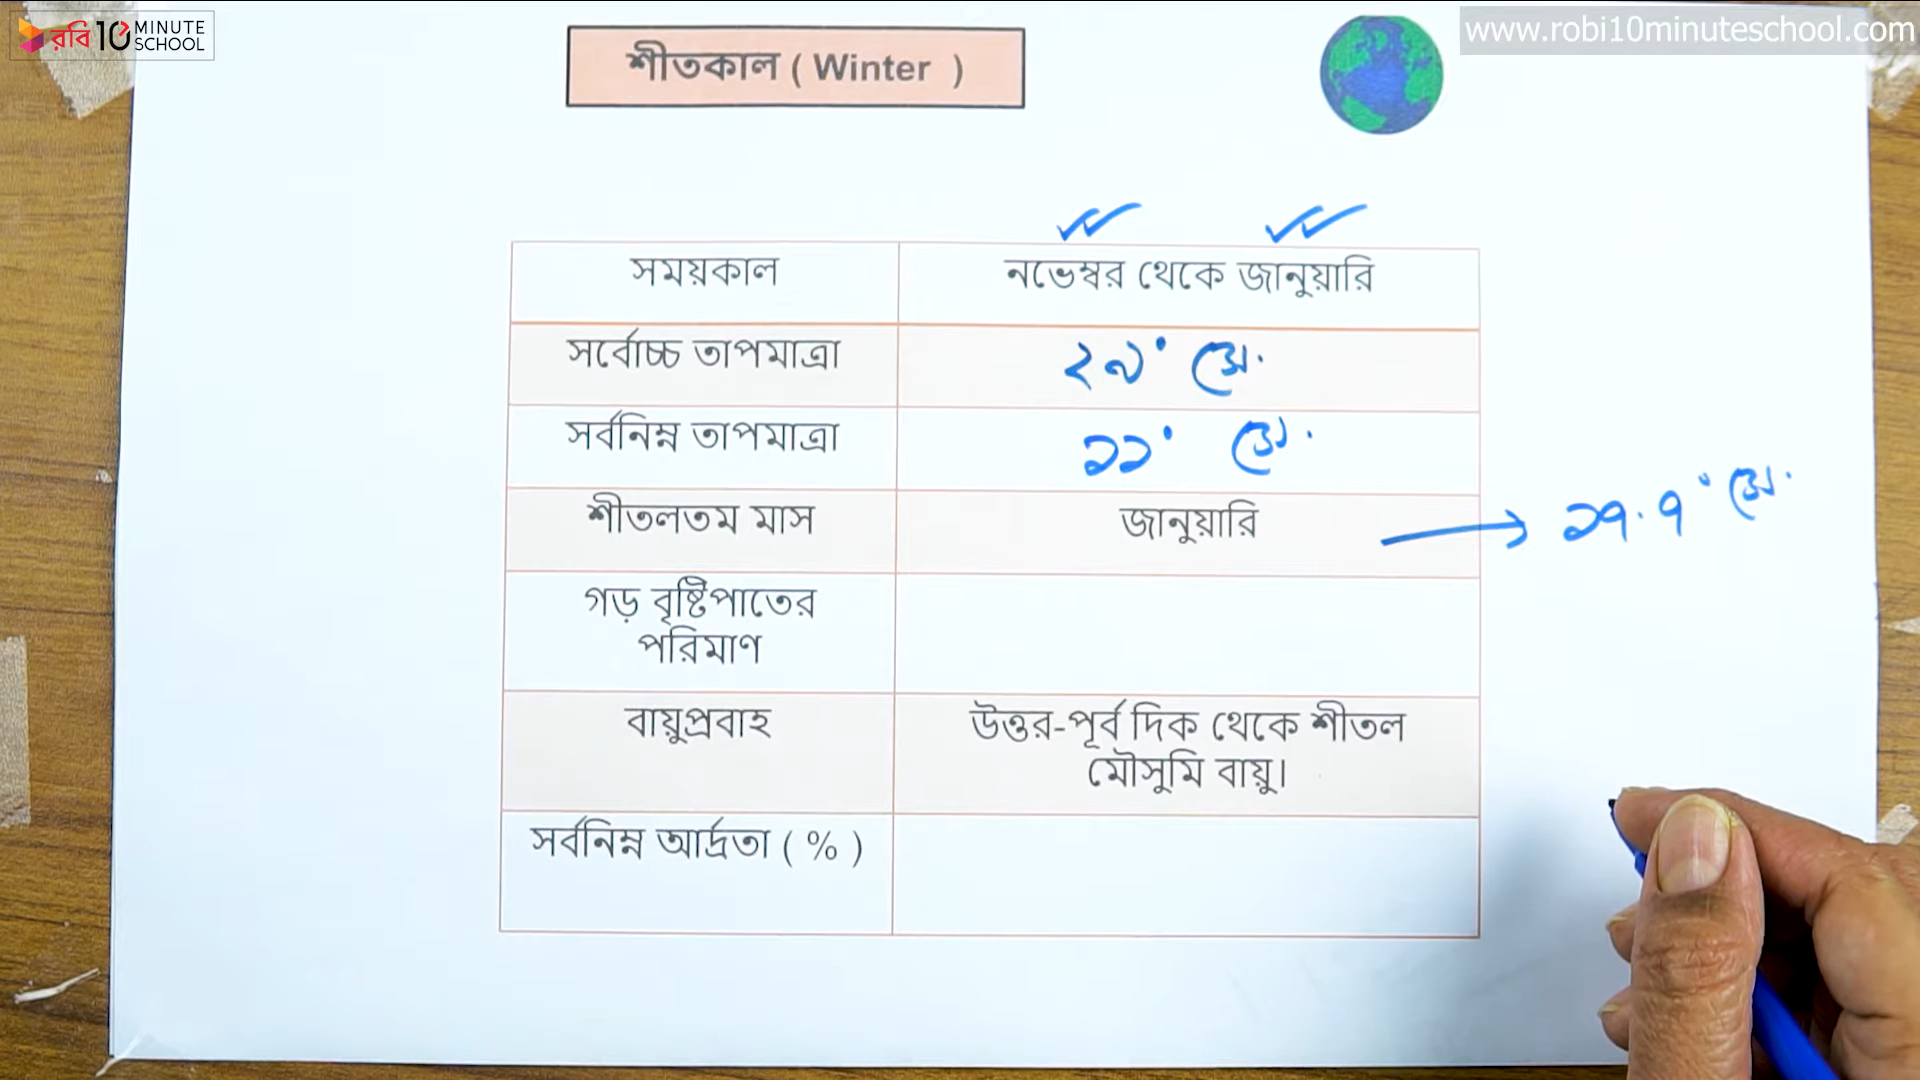 রবি 10 MINUTE SCHOOL
www.robi10minuteschool.com
শীতকাল ( Winter )
সময়কাল নভেম্বর থেকে জানুয়ারি
সর্বোচ্চ তাপমাত্রা ২৯° সে.
সর্বনিম্ন তাপমাত্রা ১১° সে.
শীতলতম মাস জানুয়ারি → ১৭.৭° সে.
গড় বৃষ্টিপাতের
পরিমাণ
বায়ুপ্রবাহ উত্তর-পূর্ব দিক থেকে শীতল
মৌসুমি বায়ু।
সর্বনিম্ন আর্দ্রতা ( % )